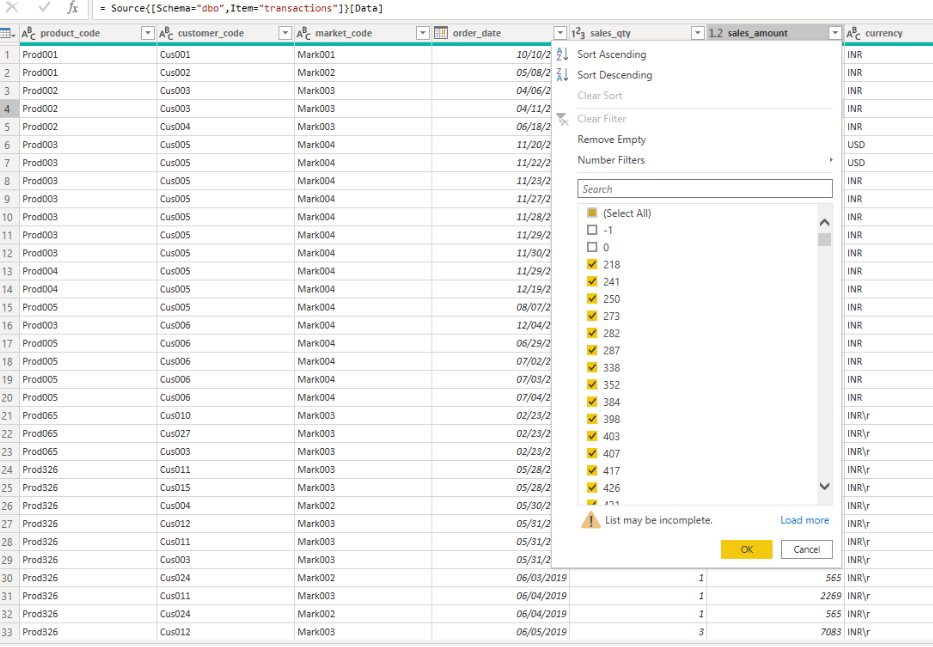 fx = Source{[Schema="dbo",Item="transactions"]}[Data]
ABC product_code ABC customer_code ABC market_code order_date 123 sales_qty 1.2 sales_amount ABC currency
1 Prod001 Cus001 Mark001 10/10/2 INR
2 Prod001 Cus002 Mark002 05/08/2 INR
3 Prod002 Cus003 Mark003 04/06/2 INR
4 Prod002 Cus003 Mark003 04/11/2 INR
5 Prod002 Cus004 Mark003 06/18/2 INR
6 Prod003 Cus005 Mark004 11/20/2 USD
7 Prod003 Cus005 Mark004 11/22/2 USD
8 Prod003 Cus005 Mark004 11/23/2 INR
9 Prod003 Cus005 Mark004 11/27/2 INR
10 Prod003 Cus005 Mark004 11/28/2 INR
11 Prod003 Cus005 Mark004 11/29/2 INR
12 Prod003 Cus005 Mark004 11/30/2 INR
13 Prod004 Cus005 Mark004 11/29/2 INR
14 Prod004 Cus005 Mark004 12/19/2 INR
15 Prod005 Cus005 Mark004 08/07/2 INR
16 Prod003 Cus006 Mark004 12/04/2 INR
17 Prod005 Cus006 Mark004 06/29/2 INR
18 Prod005 Cus006 Mark004 07/02/2 INR
19 Prod005 Cus006 Mark004 07/03/2 INR
20 Prod005 Cus006 Mark004 07/04/2 INR
21 Prod065 Cus010 Mark003 02/23/2 INR\r
22 Prod065 Cus027 Mark003 02/23/2 INR\r
23 Prod065 Cus003 Mark003 02/23/2 INR\r
24 Prod326 Cus011 Mark003 05/28/2 INR\r
25 Prod326 Cus015 Mark003 05/28/2 INR\r
26 Prod326 Cus004 Mark002 05/30/2 INR\r
27 Prod326 Cus012 Mark003 05/31/2 INR\r
28 Prod326 Cus011 Mark003 05/31/2 INR\r
29 Prod326 Cus003 Mark003 05/31/2 INR\r
30 Prod326 Cus024 Mark002 06/03/2019 1 565 INR\r
31 Prod326 Cus011 Mark003 06/04/2019 1 2269 INR\r
32 Prod326 Cus024 Mark002 06/04/2019 1 565 INR\r
33 Prod326 Cus012 Mark003 06/05/2019 3 7083 INR\r
Sort Ascending
Sort Descending
Clear Sort
Clear Filter
Remove Empty
Number Filters
Search
(Select All)
-1
0
218
241
250
273
282
287
338
352
384
398
403
407
417
426
List may be incomplete. Load more
OK Cancel